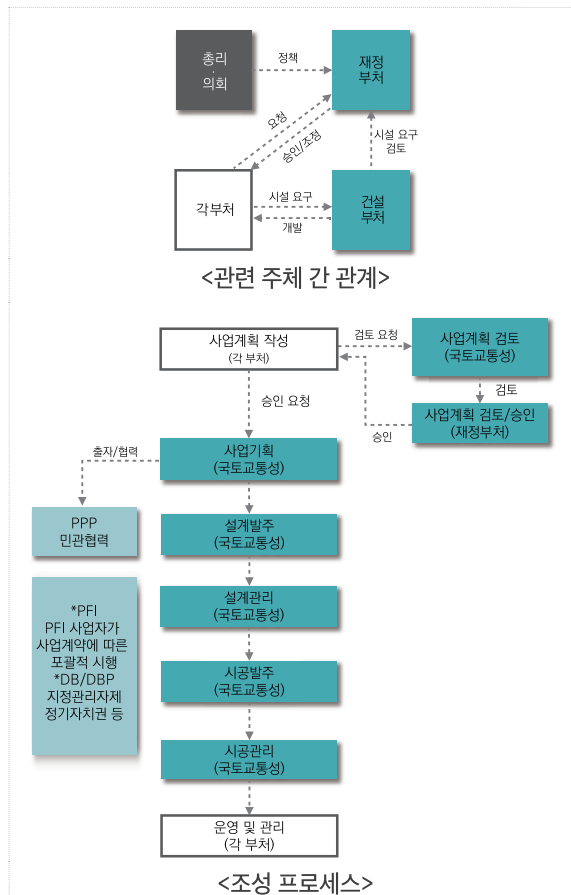 총리
·
의회
정책
재정
부처
요청
승인/조정
시설 요구
검토
각부처
시설 요구
개발
건설
부처
<관련 주체 간 관계>
사업계획 작성
(각 부처)
검토 요청
사업계획 검토
(국토교통성)
검토
사업계획 검토/승인
(재정부처)
승인
승인 요청
출자/협력
사업기획
(국토교통성)
PPP
민관협력
설계발주
(국토교통성)
*PFI
PFI 사업자가
사업계약에 따른
포괄적 시행
*DB/DBP
지정관리자제
정기자치권 등
설계관리
(국토교통성)
시공발주
(국토교통성)
시공관리
(국토교통성)
운영 및 관리
(각 부처)
<조성 프로세스>